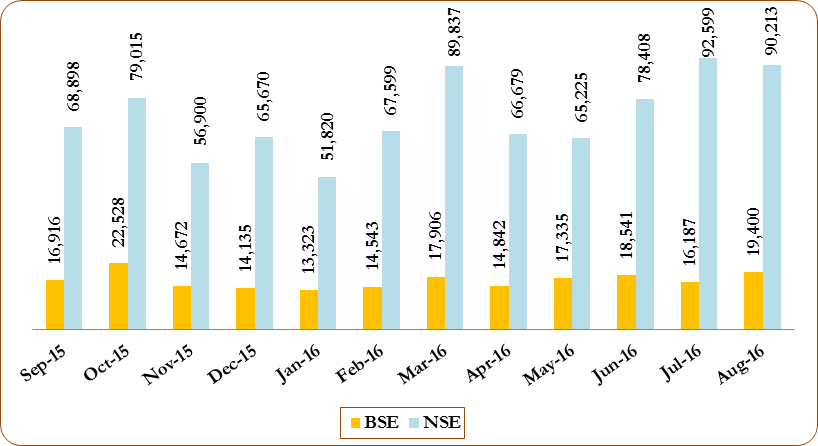 16,916
68,898
22,528
79,015
14,672
56,900
14,135
65,670
13,323
51,820
14,543
67,599
17,906
89,837
14,842
66,679
17,335
65,225
18,541
78,408
16,187
92,599
19,400
90,213
Sep-15
Oct-15
Nov-15
Dec-15
Jan-16
Feb-16
Mar-16
Apr-16
May-16
Jun-16
Jul-16
Aug-16
BSE NSE